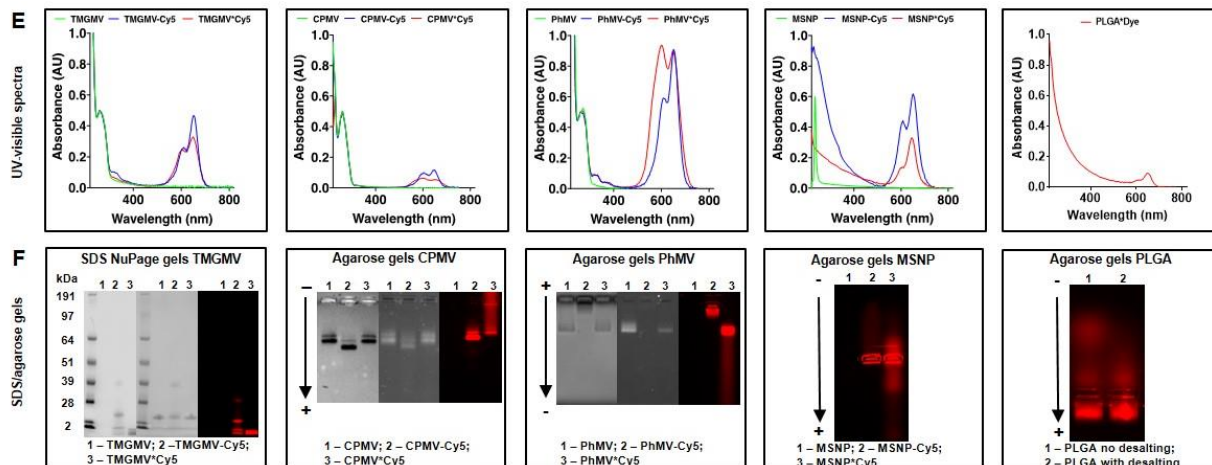 E
UV-visible spectra
TMGMV TMGMV-Cy5 TMGMV*Cy5
Absorbance (AU)
1.0
0.8
0.6
0.4
0.2
0.0
400 600 800
Wavelength (nm)
CPMV CPMV-Cy5 CPMV*Cy5
Absorbance (AU)
1.0
0.8
0.6
0.4
0.2
0.0
400 600 800
Wavelength (nm)
PhMV PhMV-Cy5 PhMV*Cy5
Absorbance (AU)
1.0
0.8
0.6
0.4
0.2
0.0
400 600 800
Wavelength (nm)
MSNP MSNP-Cy5 MSNP*Cy5
Absorbance (AU)
1.0
0.8
0.6
0.4
0.2
0.0
400 600 800
Wavelength (nm)
PLGA*Dye
Absorbance (AU)
1.0
0.8
0.6
0.4
0.2
0.0
400 600 800
Wavelength (nm)
F
SDS/agarose gels
SDS NuPage gels TMGMV
kDa
1 2 3 1 2 3 1 2 3
191
97
64
51
39
28
2
1 – TMGMV; 2 –TMGMV-Cy5;
3 – TMGMV*Cy5
Agarose gels CPMV
1 2 3 1 2 3 1 2 3
–
+
1 – CPMV; 2 – CPMV-Cy5;
3 – CPMV*Cy5
Agarose gels PhMV
1 2 3 1 2 3 1 2 3
+
-
1 – PhMV; 2 – PhMV-Cy5;
3 – PhMV*Cy5
Agarose gels MSNP
1 2 3
-
+
1 – MSNP; 2 – MSNP-Cy5;
3 – MSNP*Cy5
Agarose gels PLGA
1 2
-
+
1 – PLGA no desalting;
2 – PLGA with desalting